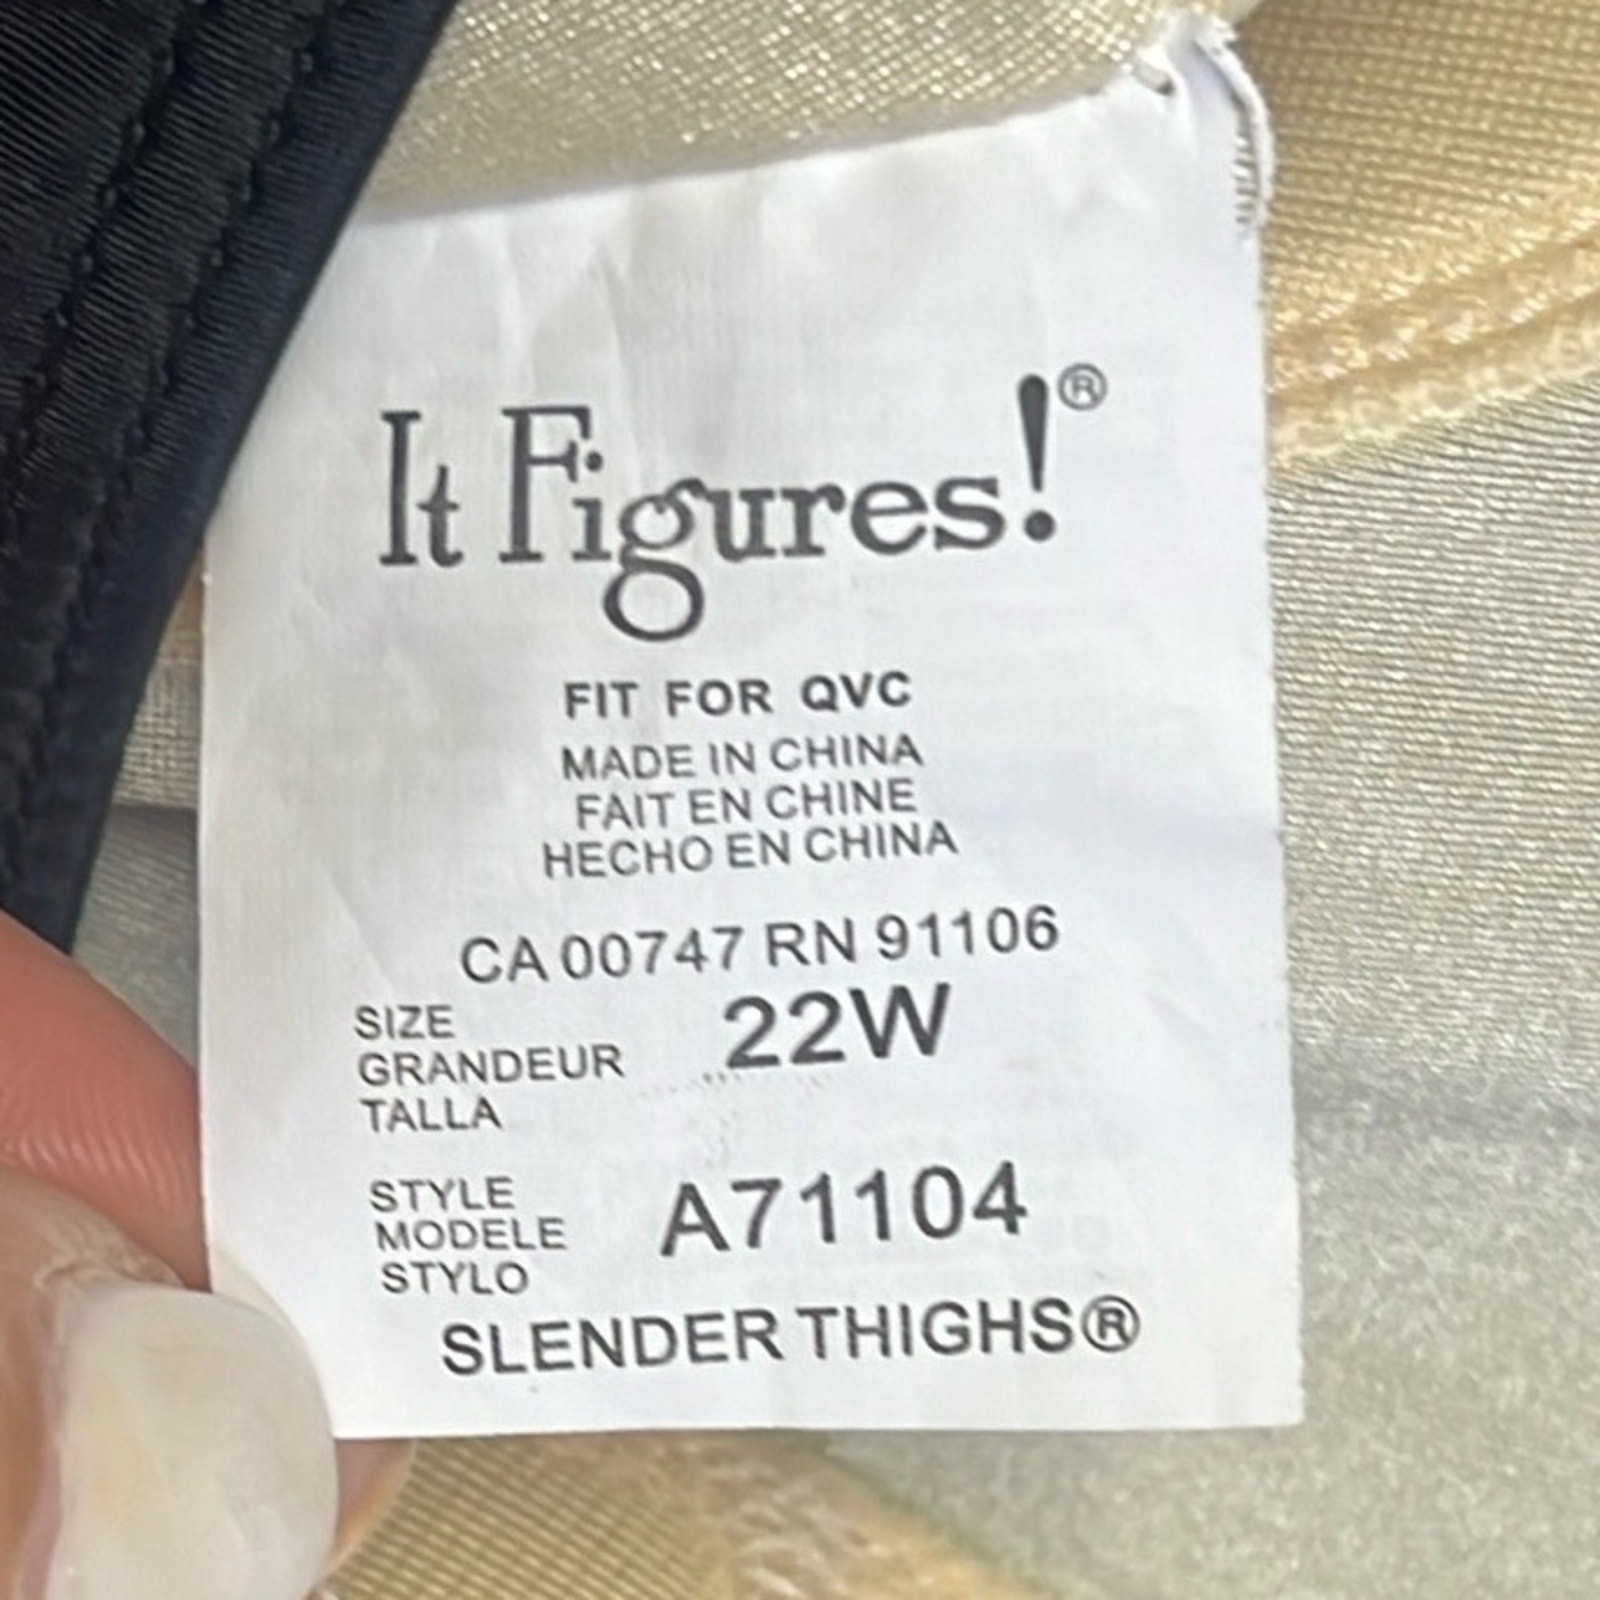 It Figures!®
FIT FOR QVC
MADE IN CHINA
FAIT EN CHINE
HECHO EN CHINA
CA 00747 RN 91106
SIZE
GRANDEUR 22W
TALLA
STYLE
MODELE A71104
STYLO
SLENDER THIGHS®